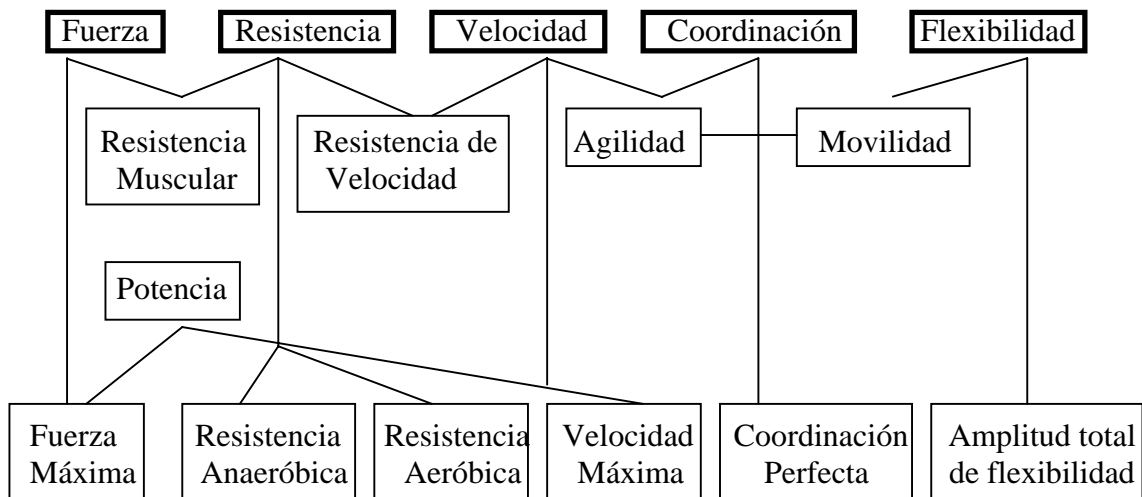 Fuerza
Resistencia
Velocidad
Coordinación
Flexibilidad
Resistencia
Muscular
Resistencia de
Velocidad
Agilidad
Movilidad
Potencia
Fuerza
Máxima
Resistencia
Anaeróbica
Resistencia
Aeróbica
Velocidad
Máxima
Coordinación
Perfecta
Amplitud total
de flexibilidad